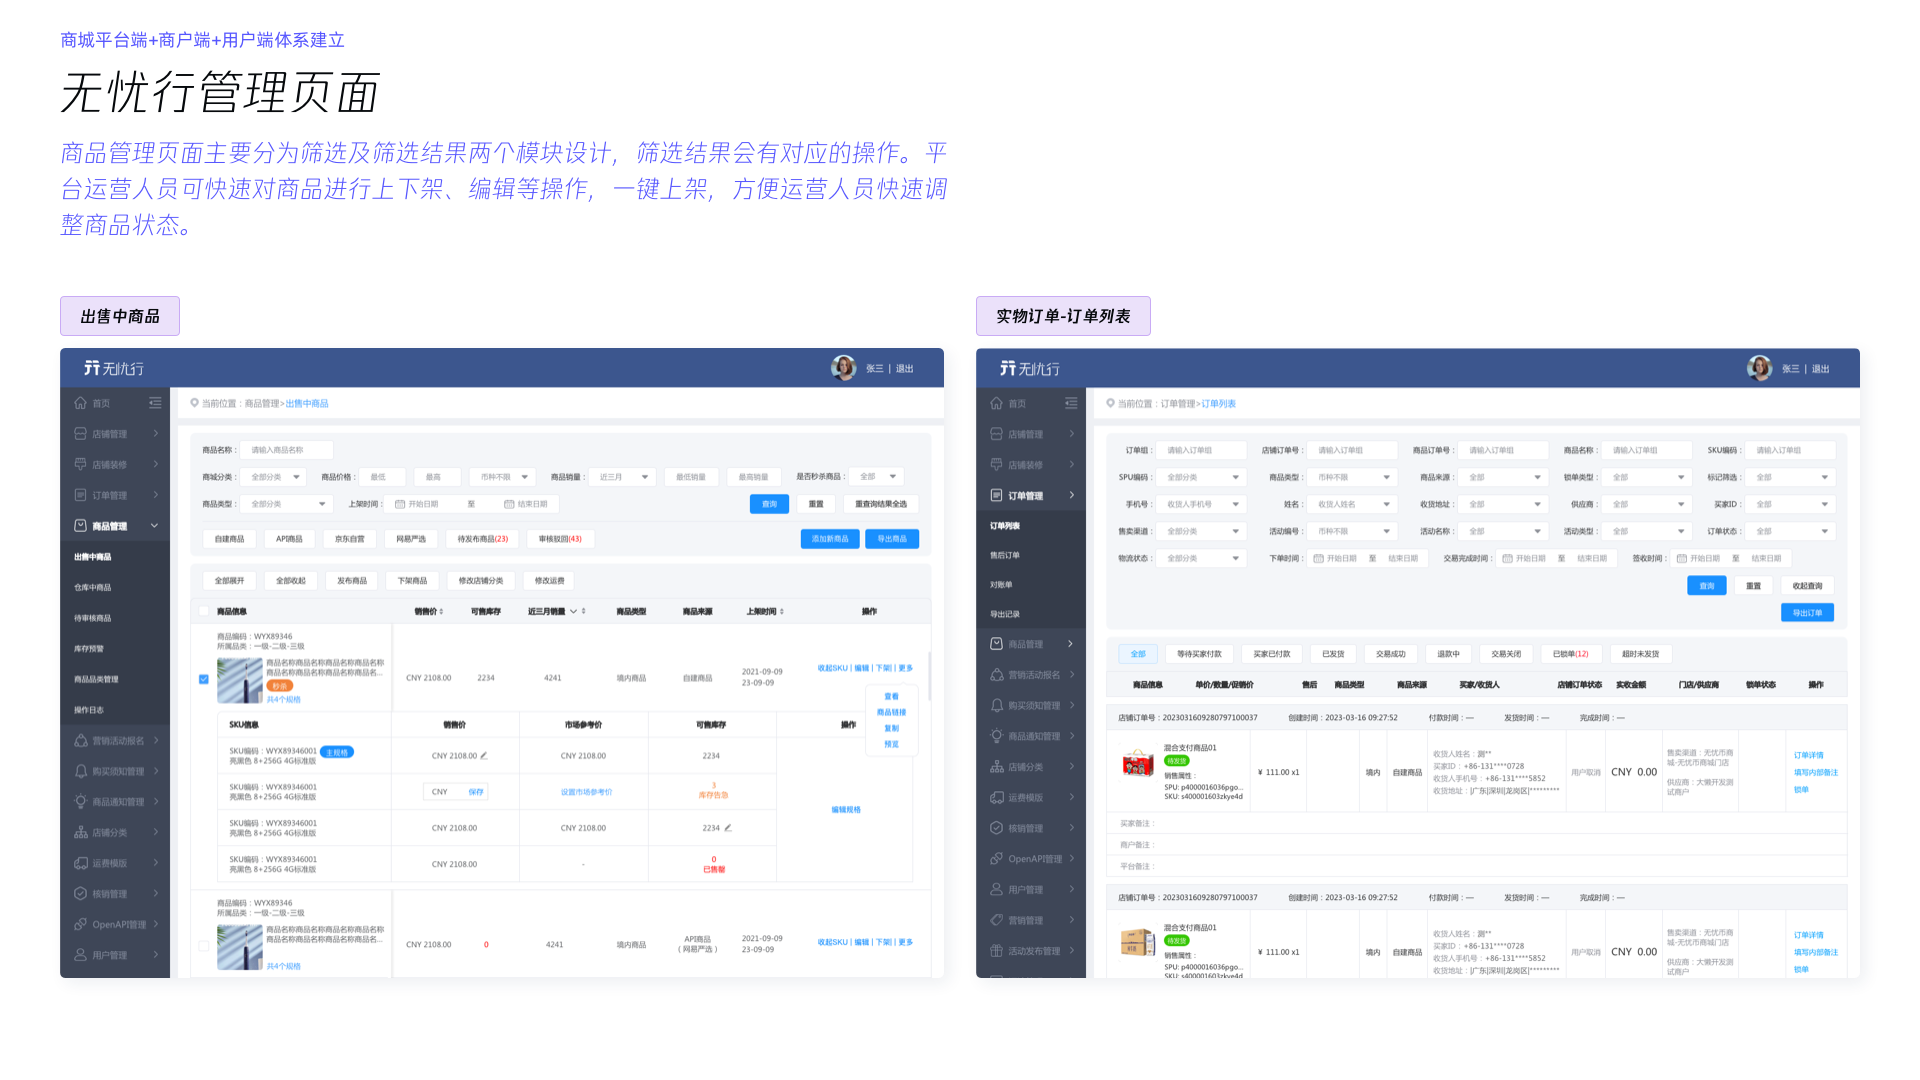 商城平台端+商户端+用户端体系建立
无忧行管理页面
商品管理页面主要分为筛选及筛选结果两个模块设计，筛选结果会有对应的操作。平
台运营人员可快速对商品进行上下架、编辑等操作，一键上架，方便运营人员快速调
整商品状态。
出售中商品
无忧行
张三 | 退出
首页
店铺管理
店铺装修
订单管理
商品管理
出售中商品
仓库中商品
待审核商品
库存预警
商品品类管理
操作日志
营销活动报名
购买须知管理
商品通知管理
店铺分类
运费模版
核销管理
OpenAPI管理
用户管理
当前位置：商品管理>出售中商品
商品名称： 请输入商品名称
商城分类： 全部分类 商品价格： 最低 最高 币种不限 商品销量： 近三月 最低销量 最高销量 是否秒杀商品： 全部
商品类型： 全部分类 上架时间： 开始日期 至 结束日期 查询 重置 重查询结果全选
自建商品 API商品 京东自营 网易严选 待发布商品(23) 审核驳回(43) 添加新商品 导出商品
全部展开 全部收起 发布商品 下架商品 修改店铺分类 修改运费
商品信息 销售价 可售库存 近三月销量 商品类型 商品来源 上架时间 操作
商品编码：WYX89346
所属品类：一级-二级-三级
商品名称商品名称商品名称商品名称
商品名称商品名称商品名称商品名...
秒杀
共4个规格
CNY 2108.00 2234 4241 境内商品 自建商品 2021-09-09
23-09-09
收起SKU | 编辑 | 下架 | 更多
查看
商品链接
复制
预览
SKU信息 销售价 市场参考价 可售库存 操作
SKU编码：WYX89346001 主规格
亮黑色 8+256G 4G标准版
CNY 2108.00 CNY 2108.00 2234
SKU编码：WYX89346001
亮黑色 8+256G 4G标准版
CNY 保存 设置市场参考价 3
库存告急
编辑规格
SKU编码：WYX89346001
亮黑色 8+256G 4G标准版
CNY 2108.00 CNY 2108.00 2234
SKU编码：WYX89346001
亮黑色 8+256G 4G标准版
CNY 2108.00 - 0
已售罄
商品编码：WYX89346
所属品类：一级-二级-三级
商品名称商品名称商品名称商品名称
商品名称商品名称商品名称商品名...
共4个规格
CNY 2108.00 0 4241 境内商品 API商品
（网易严选）
2021-09-09
23-09-09
收起SKU | 编辑 | 下架 | 更多
实物订单-订单列表
无忧行
张三 | 退出
首页
店铺管理
店铺装修
订单管理
订单列表
售后订单
对账单
导出记录
商品管理
营销活动报名
购买须知管理
商品通知管理
店铺分类
运费模版
核销管理
OpenAPI管理
用户管理
营销管理
活动发布管理
当前位置：订单管理>订单列表
订单组： 请输入订单组 店铺订单号： 请输入订单组 商品订单号： 请输入订单组 商品名称： 请输入订单组 SKU编码： 请输入订单组
SPU编码： 全部分类 商品类型： 币种不限 商品来源： 全部 锁单类型： 全部 标记筛选： 全部
手机号： 收货人手机号 姓名： 收货人姓名 收货地址： 全部 供应商： 全部 买家ID： 全部
售卖渠道： 全部分类 活动编号： 币种不限 活动名称： 全部 活动类型： 全部 订单状态： 全部
物流状态： 全部分类 下单时间： 开始日期 至 结束日期 交易完成时间： 开始日期 至 结束日期 签收时间： 开始日期 至 结束日期
查询 重置 收起查询
导出订单
全部 等待买家付款 买家已付款 已发货 交易成功 退款中 交易关闭 已锁单(12) 超时未发货
商品信息 单价/数量/促销价 售后 商品类型 商品来源 买家/收货人 店铺订单状态 实收金额 门店/供应商 锁单状态 操作
店铺订单号：2023031609280797100037 创建时间：2023-03-16 09:27:52 付款时间：— 发货时间：— 完成时间：—
混合支付商品01
待发货
销售属性：
SPU: p4000016036pgo...
SKU: s400001603zkye4d
¥ 111.00 x1 境内 自建商品
收货人姓名：测**
买家ID：+86-131****0728
收货人手机号：+86-131****5852
收货地址：|广东|深圳|龙岗区|*********
用户取消 CNY 0.00
售卖渠道：无忧市商
城-无忧市商城门店
供应商：大懒开发测
试商户
订单详情
填写内部备注
锁单
买家备注：
商户备注：
平台备注：
店铺订单号：2023031609280797100037 创建时间：2023-03-16 09:27:52 付款时间：— 发货时间：— 完成时间：—
混合支付商品01
待发货
销售属性：
SPU: p4000016036pgo...
SKU: s400001603zkye4d
¥ 111.00 x1 境内 自建商品
收货人姓名：测**
买家ID：+86-131****0728
收货人手机号：+86-131****5852
收货地址：|广东|深圳|龙岗区|*********
用户取消 CNY 0.00
售卖渠道：无忧市商
城-无忧市商城门店
供应商：大懒开发测
试商户
订单详情
填写内部备注
锁单